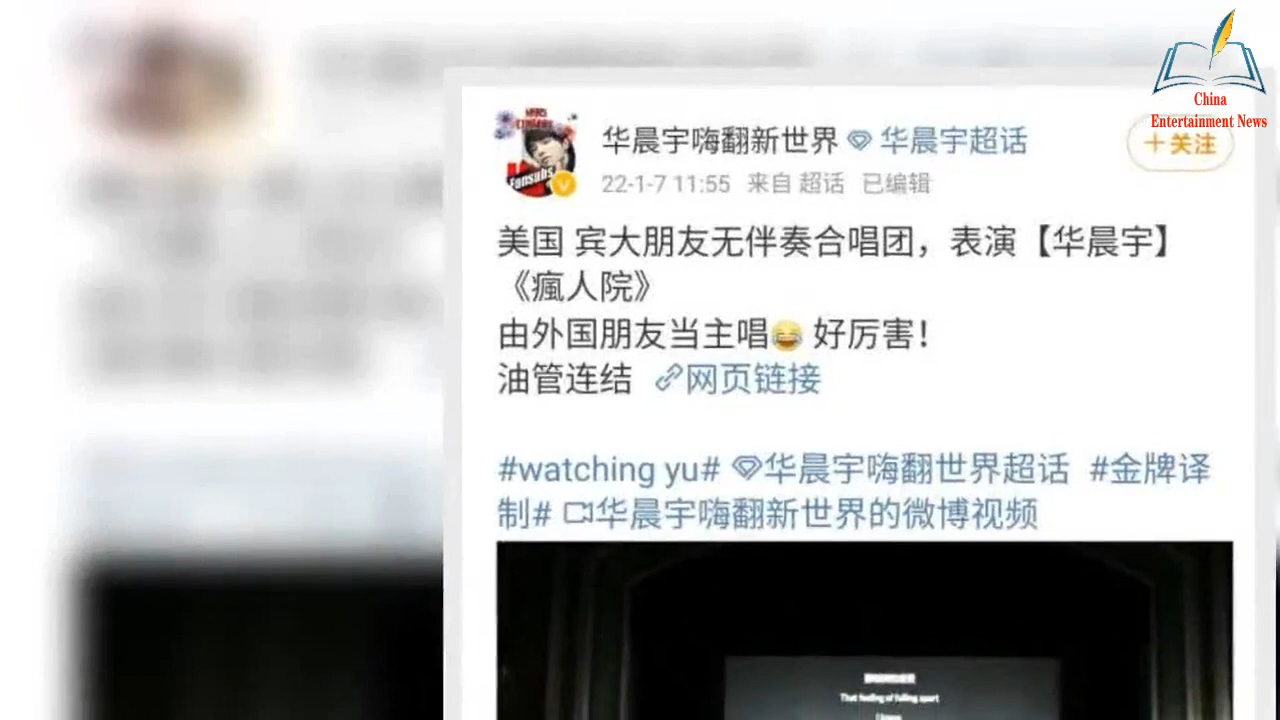 China
Entertainment News
华晨宇嗨翻新世界 华晨宇超话
+关注
22-1-7 11:55 来自 超话 已编辑
美国 宾大朋友无伴奏合唱团，表演【华晨宇】
《瘋人院》
由外国朋友当主唱😂 好厉害！
油管连结 网页链接
#watching yu# 华晨宇嗨翻世界超话 #金牌译
制# 华晨宇嗨翻新世界的微博视频
That feeling of falling apart